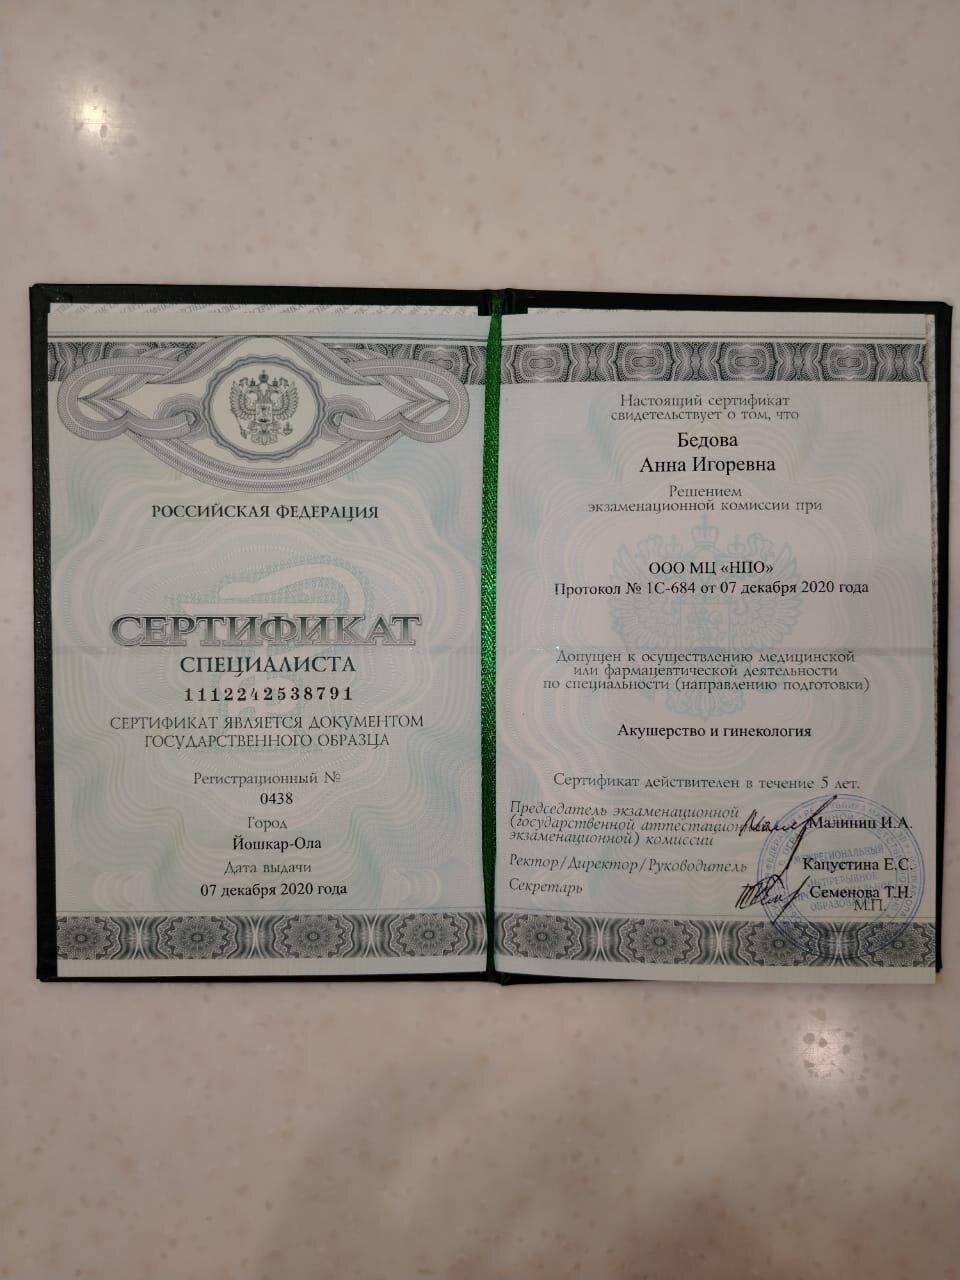 РОССИЙСКАЯ ФЕДЕРАЦИЯ
СЕРТИФИКАТ
СПЕЦИАЛИСТА
1112242538791
СЕРТИФИКАТ ЯВЛЯЕТСЯ ДОКУМЕНТОМ
ГОСУДАРСТВЕННОГО ОБРАЗЦА
Регистрационный №
0438
Город
Йошкар-Ола
Дата выдачи
07 декабря 2020 года
Настоящий сертификат
свидетельствует о том, что
Бедова
Анна Игоревна
Решением
экзаменационной комиссии при
ООО МЦ «НПО»
Протокол № 1С-684 от 07 декабря 2020 года
Допущен к осуществлению медицинской
или фармацевтической деятельности
по специальности (направлению подготовки)
Акушерство и гинекология
Сертификат действителен в течение 5 лет.
Председатель экзаменационной
(государственной аттестационной
экзаменационной) комиссии
Малинин И.А.
Ректор/Директор/Руководитель
Капустина Е.С.
Секретарь
Семенова Т.Н.
М.П.
МЕЖРЕГИОНАЛЬНЫЙ
НЕПРЕРЫВНОЕ
ОБРАЗОВАНИЕ